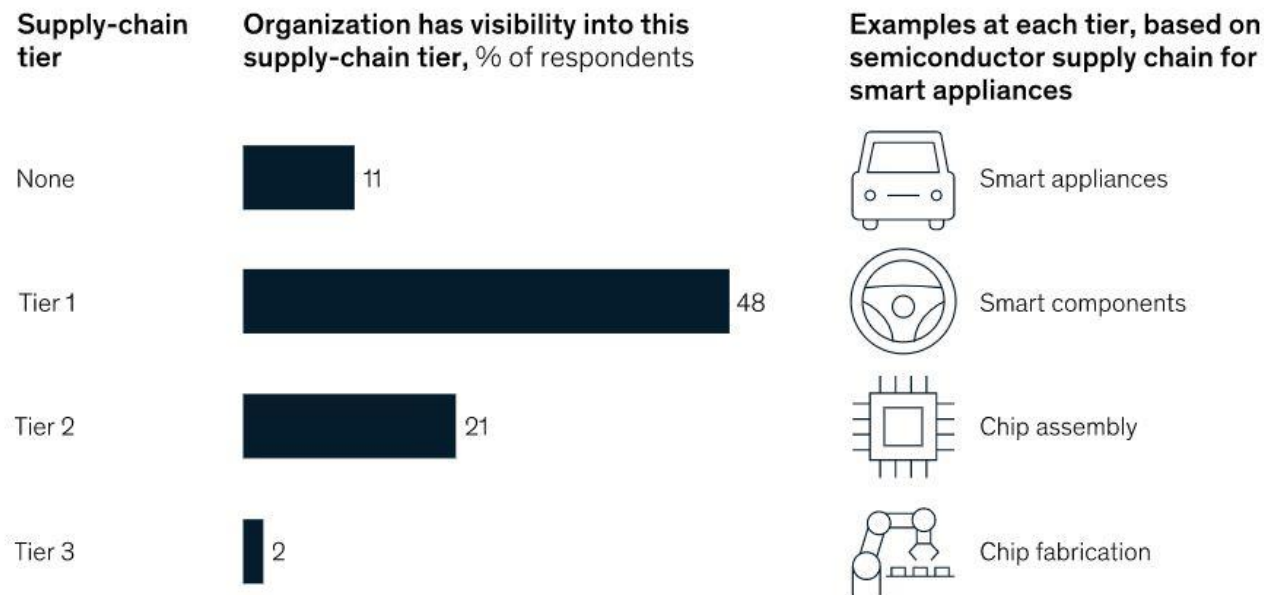 Supply-chain
tier
Organization has visibility into this
supply-chain tier, % of respondents
Examples at each tier, based on
semiconductor supply chain for
smart appliances
None
11
Smart appliances
Tier 1
48
Smart components
Tier 2
21
Chip assembly
Tier 3
2
Chip fabrication